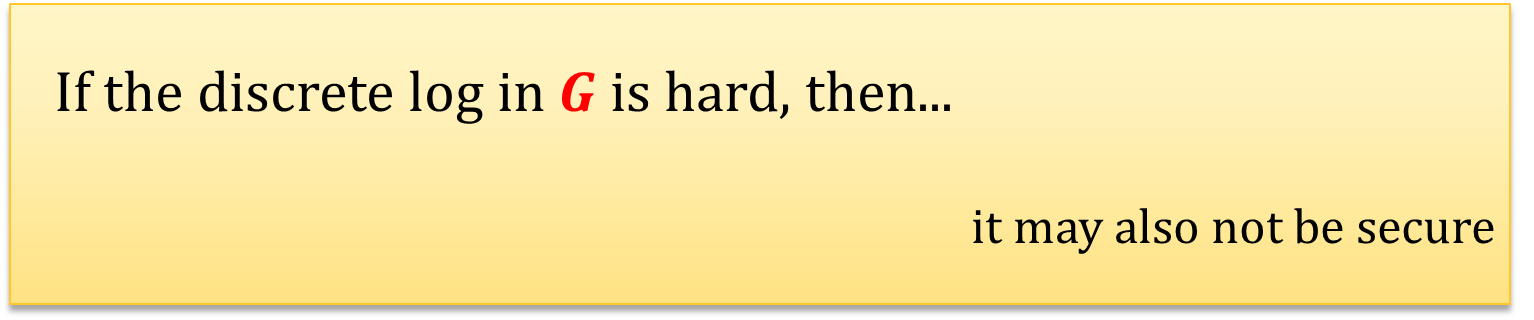 If the discrete log in G is hard, then...
it may also not be secure